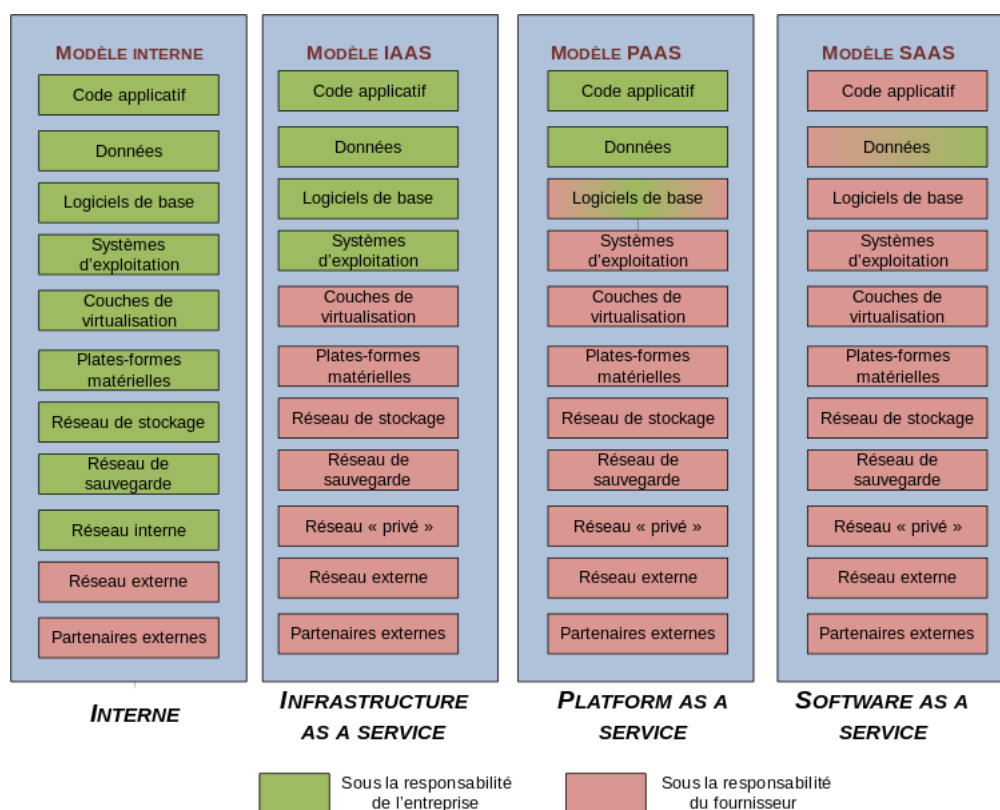 MODÈLE INTERNE
Code applicatif
Données
Logiciels de base
Systèmes
d'exploitation
Couches de
virtualisation
Plates-formes
matérielles
Réseau de stockage
Réseau de
sauvegarde
Réseau interne
Réseau externe
Partenaires externes
INTERNE
MODÈLE IAAS
Code applicatif
Données
Logiciels de base
Systèmes
d'exploitation
Couches de
virtualisation
Plates-formes
matérielles
Réseau de stockage
Réseau de
sauvegarde
Réseau « privé »
Réseau externe
Partenaires externes
INFRASTRUCTURE
AS A SERVICE
MODÈLE PAAS
Code applicatif
Données
Logiciels de base
Systèmes
d'exploitation
Couches de
virtualisation
Plates-formes
matérielles
Réseau de stockage
Réseau de
sauvegarde
Réseau « privé »
Réseau externe
Partenaires externes
PLATFORM AS A
SERVICE
MODÈLE SAAS
Code applicatif
Données
Logiciels de base
Systèmes
d'exploitation
Couches de
virtualisation
Plates-formes
matérielles
Réseau de stockage
Réseau de
sauvegarde
Réseau « privé »
Réseau externe
Partenaires externes
SOFTWARE AS A
SERVICE
Sous la responsabilité
de l'entreprise
Sous la responsabilité
du fournisseur